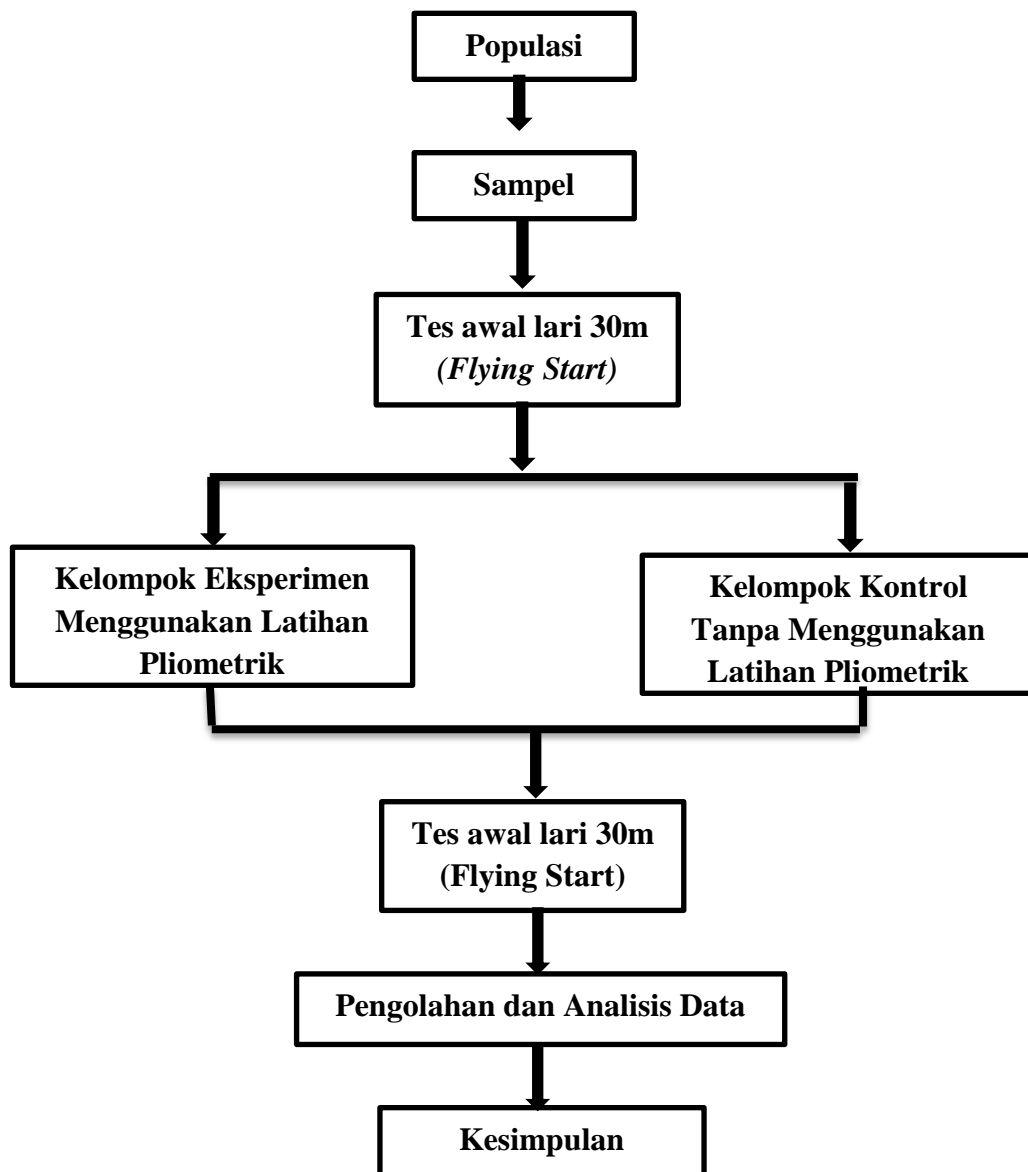 Populasi
Sampel
Tes awal lari 30m
(Flying Start)
Kelompok Eksperimen
Menggunakan Latihan
Pliometrik
Kelompok Kontrol
Tanpa Menggunakan
Latihan Pliometrik
Tes awal lari 30m
(Flying Start)
Pengolahan dan Analisis Data
Kesimpulan